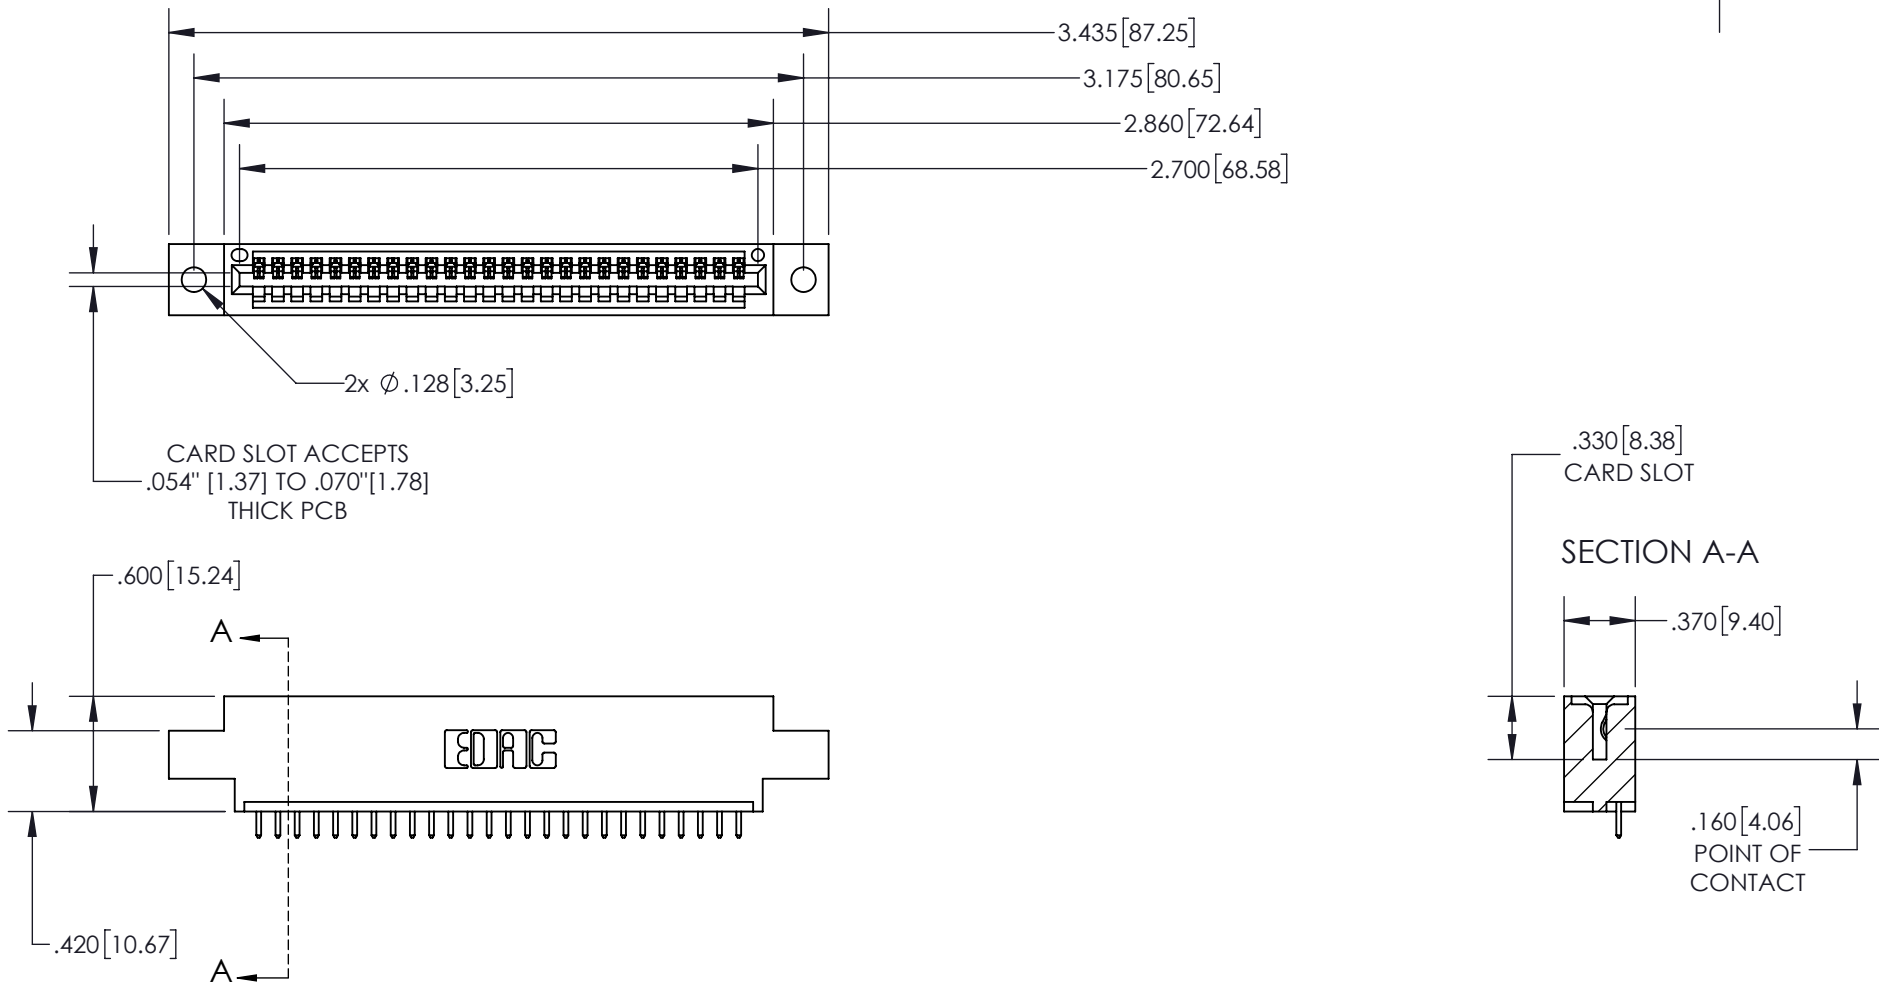 3.435[87.25]
3.175[80.65]
2.860[72.64]
2.700[68.58]
2x ∅.128[3.25]
CARD SLOT ACCEPTS
.054" [1.37] TO .070"[1.78]
THICK PCB
.330[8.38]
CARD SLOT
SECTION A-A
.600[15.24]
A
.370[9.40]
EDAC
.160[4.06]
POINT OF
CONTACT
.420[10.67]
A